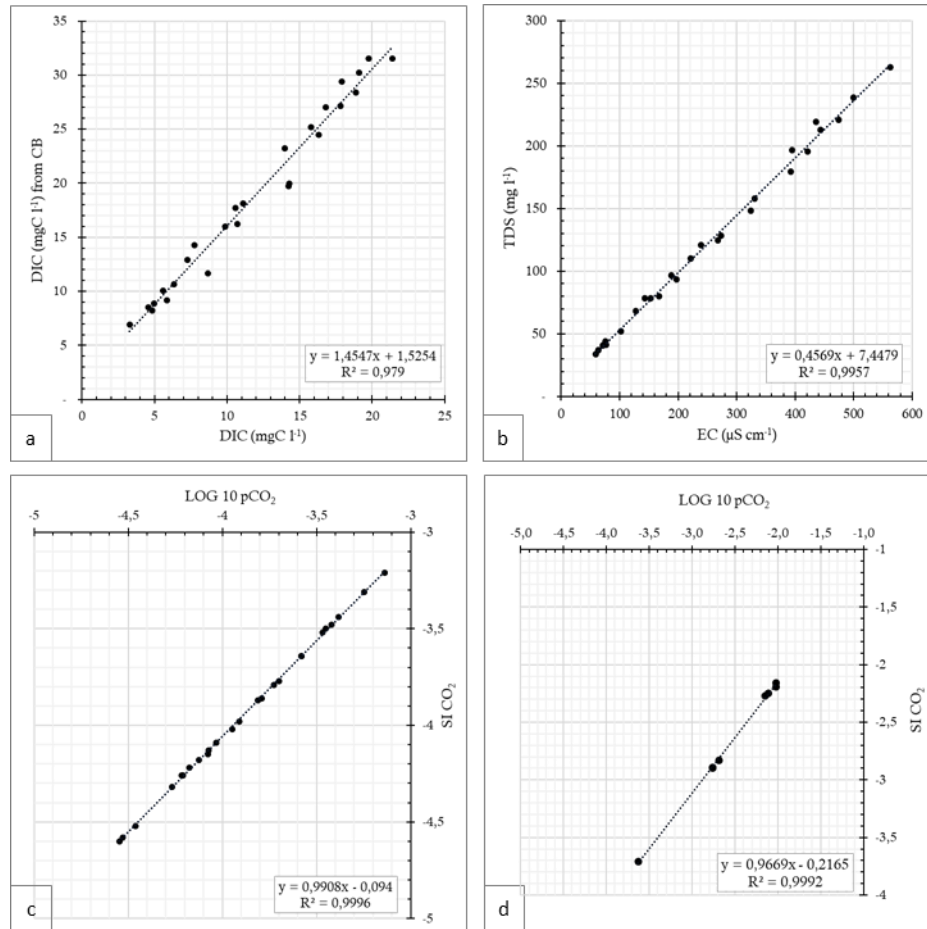 35
30
25
20
15
10
5
-
DIC (mgC l⁻¹) from CB
0 5 10 15 20 25
DIC (mgC l⁻¹)
y = 1,4547x + 1,5254
R² = 0,979
a
300
250
200
150
100
50
-
TDS (mg l⁻¹)
0 100 200 300 400 500 600
EC (µS cm⁻¹)
y = 0,4569x + 7,4479
R² = 0,9957
b
LOG 10 pCO₂
-5 -4,5 -4 -3,5 -3
-3
-3,5
-4
-4,5
-5
SI CO₂
y = 0,9908x - 0,094
R² = 0,9996
c
LOG 10 pCO₂
-5,0 -4,5 -4,0 -3,5 -3,0 -2,5 -2,0 -1,5 -1,0
-1
-1,5
-2
-2,5
-3
-3,5
-4
SI CO₂
y = 0,9669x - 0,2165
R² = 0,9992
d